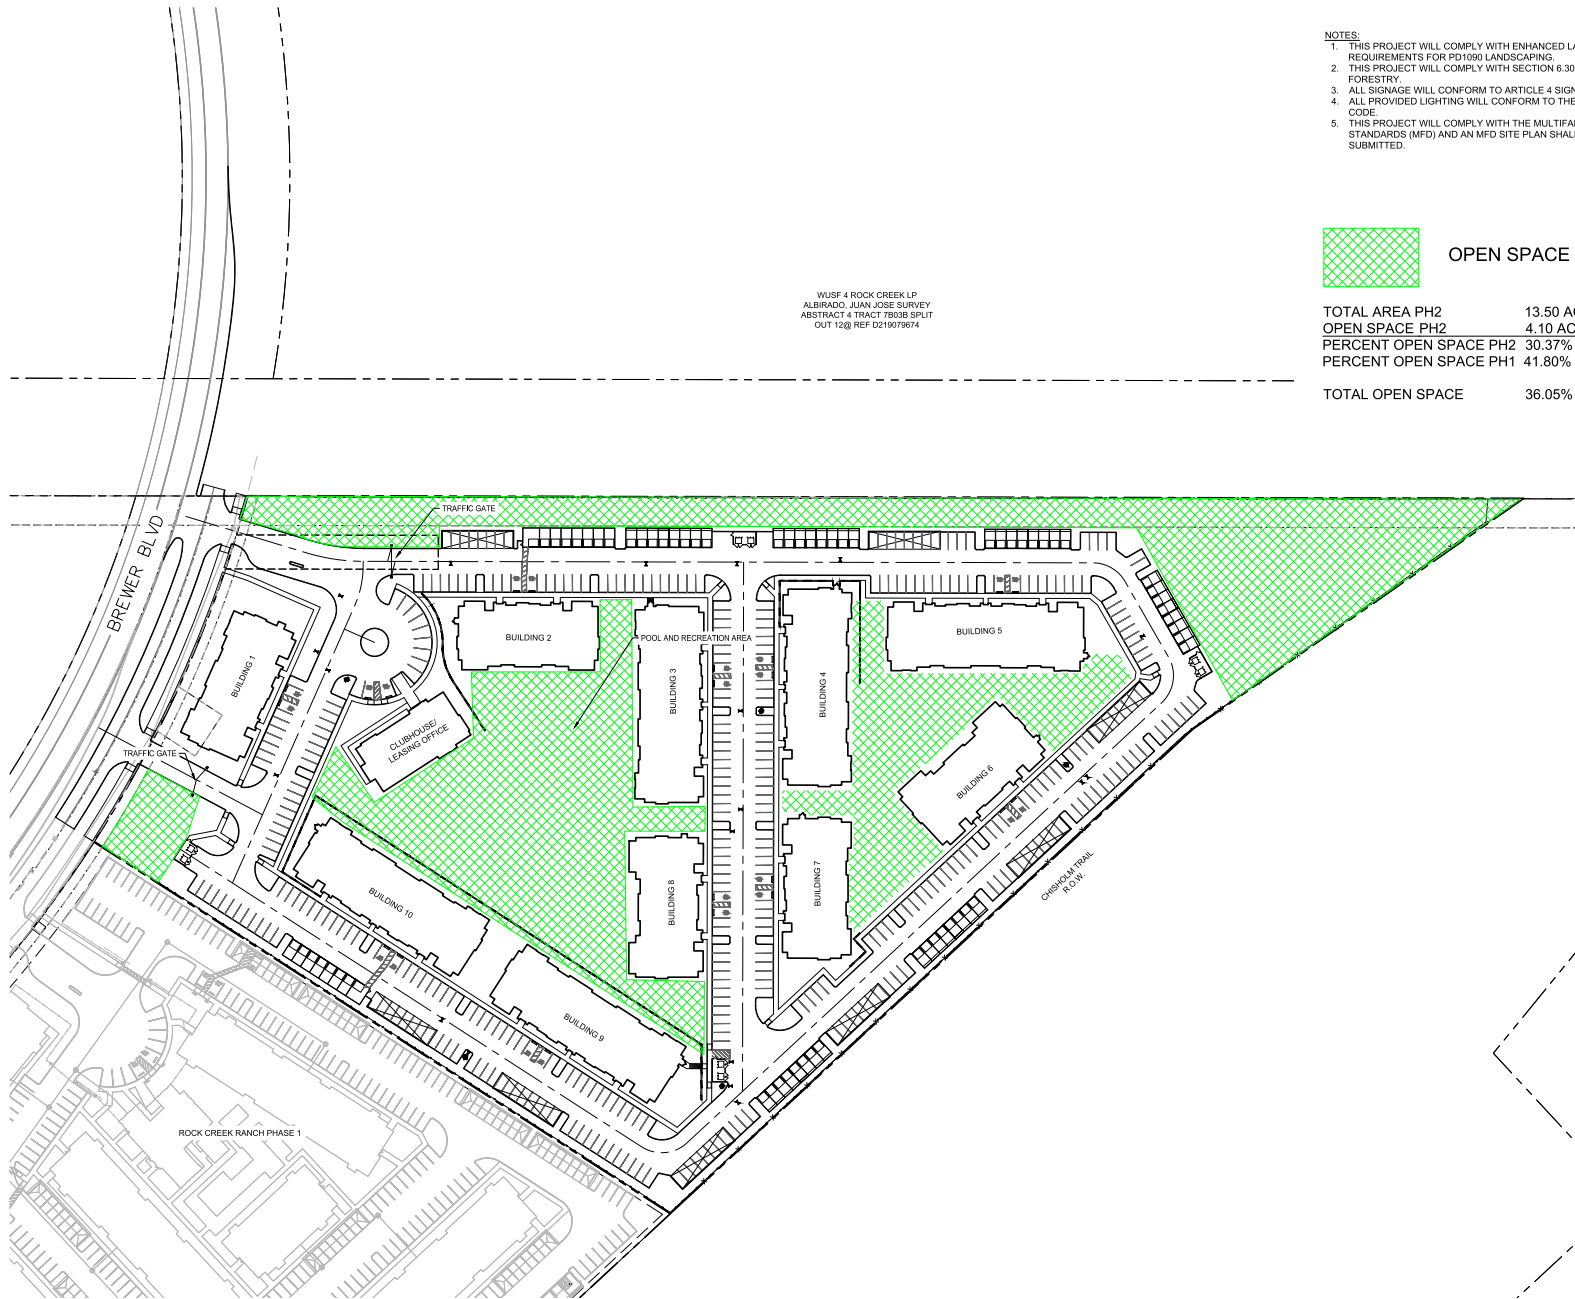 NOTES:
1. THIS PROJECT WILL COMPLY WITH ENHANCED
REQUIREMENTS FOR PD1090 LANDSCAPING.
2. THIS PROJECT WILL COMPLY WITH SECTION 6.30
FORESTRY.
3. ALL SIGNAGE WILL CONFORM TO ARTICLE 4 SIGN
4. ALL PROVIDED LIGHTING WILL CONFORM TO THE
CODE.
5. THIS PROJECT WILL COMPLY WITH THE
STANDARDS (MFD) AND AN MFD SITE PLAN
SUBMITTED.
OPEN SPACE
TOTAL AREA PH2 13.50
OPEN SPACE PH2 4.10 AC
PERCENT OPEN SPACE PH2 30.37%
PERCENT OPEN SPACE PH1 41.80%
TOTAL OPEN SPACE 36.05%
WUSF 4 ROCK CREEK LP
ALBIRADO, JUAN JOSE SURVEY
ABSTRACT 4 TRACT 7B03B SPLIT
OUT 12@ REF D219079674
BREWER BLVD
TRAFFIC GATE
BUILDING 1
BUILDING 2
POOL AND RECREATION AREA
BUILDING 3
BUILDING 4
BUILDING 5
CLUBHOUSE/
LEASING OFFICE
TRAFFIC GATE
BUILDING 6
BUILDING 7
BUILDING 8
BUILDING 10
BUILDING 9
CHISHOLM TRAIL
R.O.W.
ROCK CREEK RANCH PHASE 1